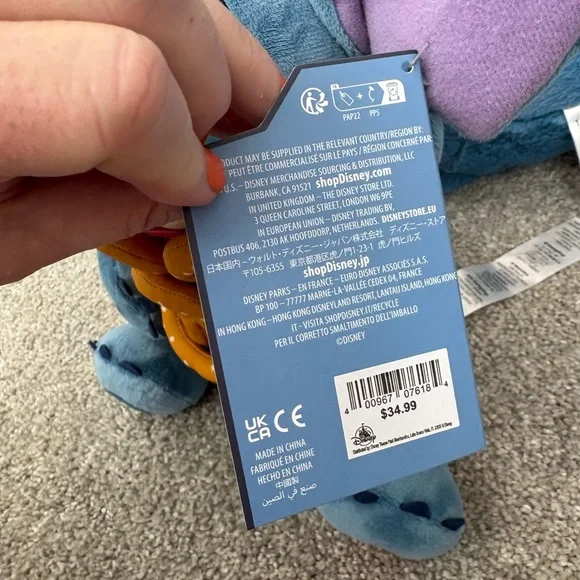 PAP22
PP5
PRODUCT MAY BE SUPPLIED IN THE RELEVANT COUNTRY/REGION BY:
PEUT ÊTRE COMMERCIALISÉ SUR LE PAYS / RÉGION CONCERNÉ PAR:
U.S. – DISNEY MERCHANDISE SOURCING & DISTRIBUTION, LLC
BURBANK, CA 91521 shopDisney.com
IN UNITED KINGDOM – THE DISNEY STORE LTD.
3 QUEEN CAROLINE STREET, LONDON W6 9PE
IN EUROPEAN UNION – DISNEY TRADING BV,
POSTBUS 406, 2130 AK HOOFDDORP, NETHERLANDS. DISNEYSTORE.EU
日本国内 – ウォルト・ディズニー・ジャパン株式会社 ディズニーストア
〒105-6355 東京都港区虎ノ門1-23-1 虎ノ門ヒルズ
shopDisney.jp
DISNEY PARKS – EN FRANCE – EURO DISNEY ASSOCIÉS S.A.S.
BP 100 – 77777 MARNE-LA-VALLÉE CEDEX 04 FRANCE
IN HONG KONG – HONG KONG DISNEYLAND RESORT, LANTAU ISLAND, HONG
IT - VISITA SHOPDISNEY.IT/RECYCLE
PER IL CORRETTO SMALTIMENTO DELL'IMBALLO
©DISNEY
4 00967 07618 4
$34.99
UK
CA CE
MADE IN CHINA
FABRIQUÉ EN CHINE
HECHO EN CHINA
中國製
صنع في الصين